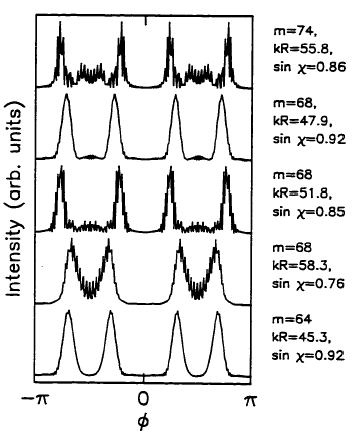 m=74,
kR=55.8,
sin χ=0.86
m=68,
kR=47.9,
sin χ=0.92
m=68
kR=51.8,
sin χ=0.85
m=68
kR=58.3,
sin χ=0.76
m=64
kR=45.3,
sin χ=0.92
Intensity (arb. units)
−π 0 π
ϕ